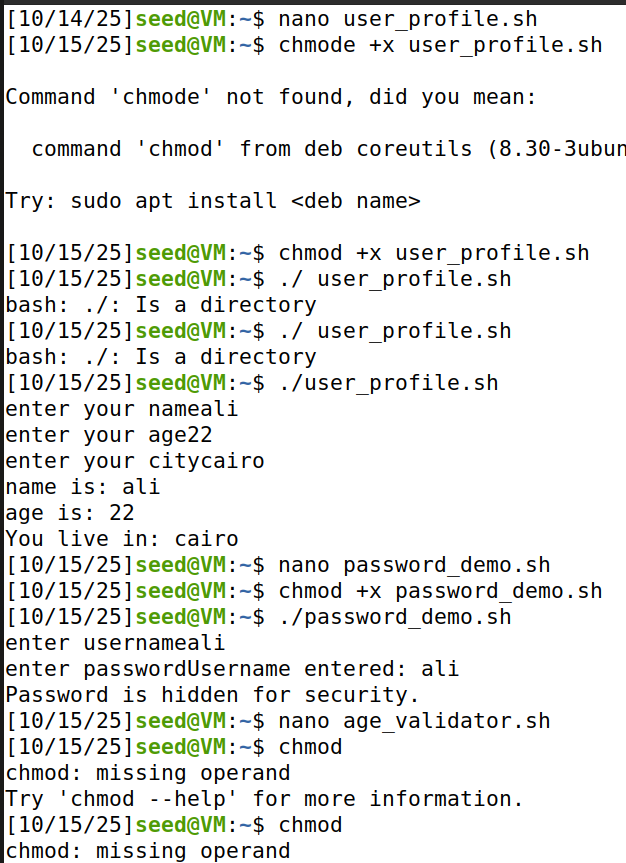 [10/14/25]seed@VM:~$ nano user_profile.sh
[10/15/25]seed@VM:~$ chmode +x user_profile.sh
Command 'chmode' not found, did you mean:
command 'chmod' from deb coreutils (8.30-3ubun
Try: sudo apt install <deb name>
[10/15/25]seed@VM:~$ chmod +x user_profile.sh
[10/15/25]seed@VM:~$ ./ user_profile.sh
bash: ./: Is a directory
[10/15/25]seed@VM:~$ ./ user_profile.sh
bash: ./: Is a directory
[10/15/25]seed@VM:~$ ./user_profile.sh
enter your nameali
enter your age22
enter your citycairo
name is: ali
age is: 22
You live in: cairo
[10/15/25]seed@VM:~$ nano password_demo.sh
[10/15/25]seed@VM:~$ chmod +x password_demo.sh
[10/15/25]seed@VM:~$ ./password_demo.sh
enter usernameali
enter passwordUsername entered: ali
Password is hidden for security.
[10/15/25]seed@VM:~$ nano age_validator.sh
[10/15/25]seed@VM:~$ chmod
chmod: missing operand
Try 'chmod --help' for more information.
[10/15/25]seed@VM:~$ chmod
chmod: missing operand